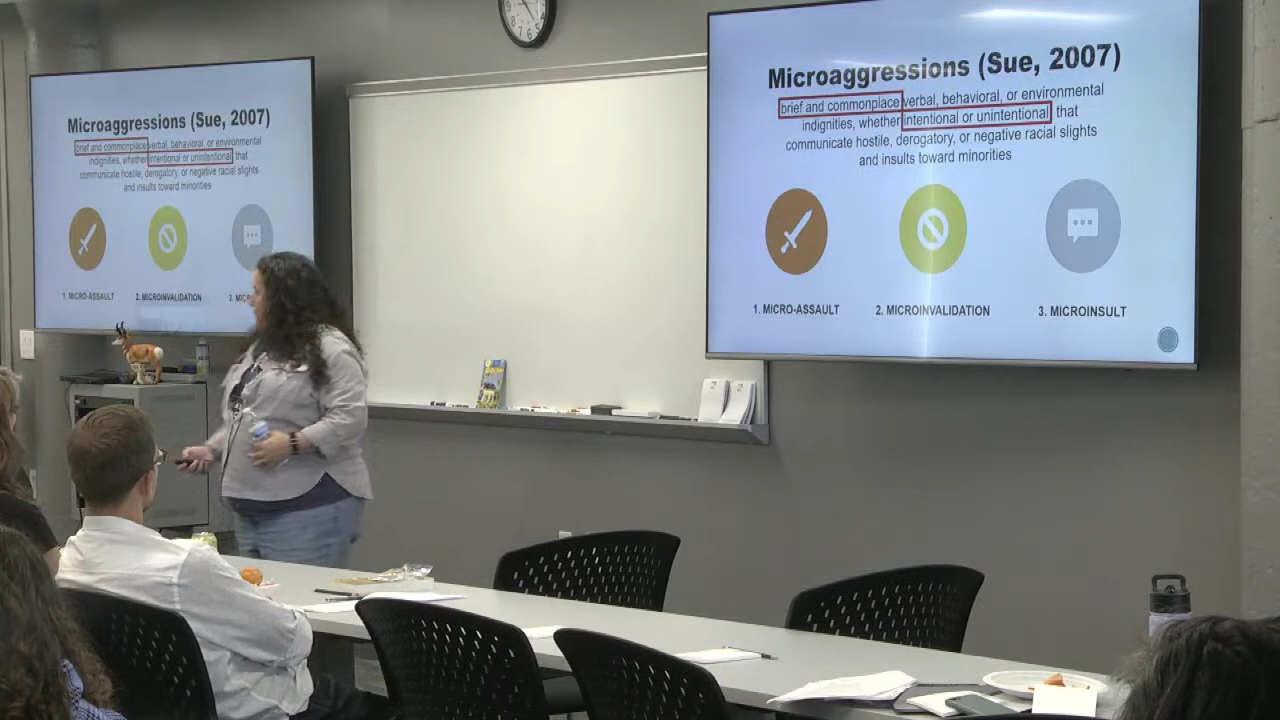 Microaggressions (Sue, 2007)
brief and commonplace verbal, behavioral, or environmental
indignities, whether intentional or unintentional that
communicate hostile, derogatory, or negative racial slights
and insults toward minorities
1. MICRO-ASSAULT
2. MICROINVALIDATION
3. MICR
Microaggressions (Sue, 2007)
brief and commonplace verbal, behavioral, or environmental
indignities, whether intentional or unintentional that
communicate hostile, derogatory, or negative racial slights
and insults toward minorities
1. MICRO-ASSAULT
2. MICROINVALIDATION
3. MICROINSULT